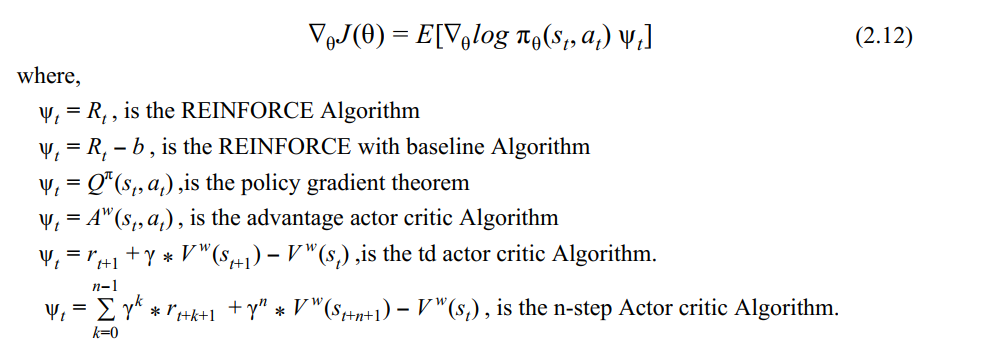 ∇θJ(θ) = E[∇θlog πθ(st, at) ψt] (2.12)
where,
ψt = Rt , is the REINFORCE Algorithm
ψt = Rt − b , is the REINFORCE with baseline Algorithm
ψt = Qπ(st, at) ,is the policy gradient theorem
ψt = Aw(st, at) , is the advantage actor critic Algorithm
ψt = rt+1 + γ * Vw(st+1) − Vw(st) ,is the td actor critic Algorithm.
ψt = ∑k=0n−1 γk * rt+k+1 + γn * Vw(st+n+1) − Vw(st) , is the n-step Actor critic Algorithm.